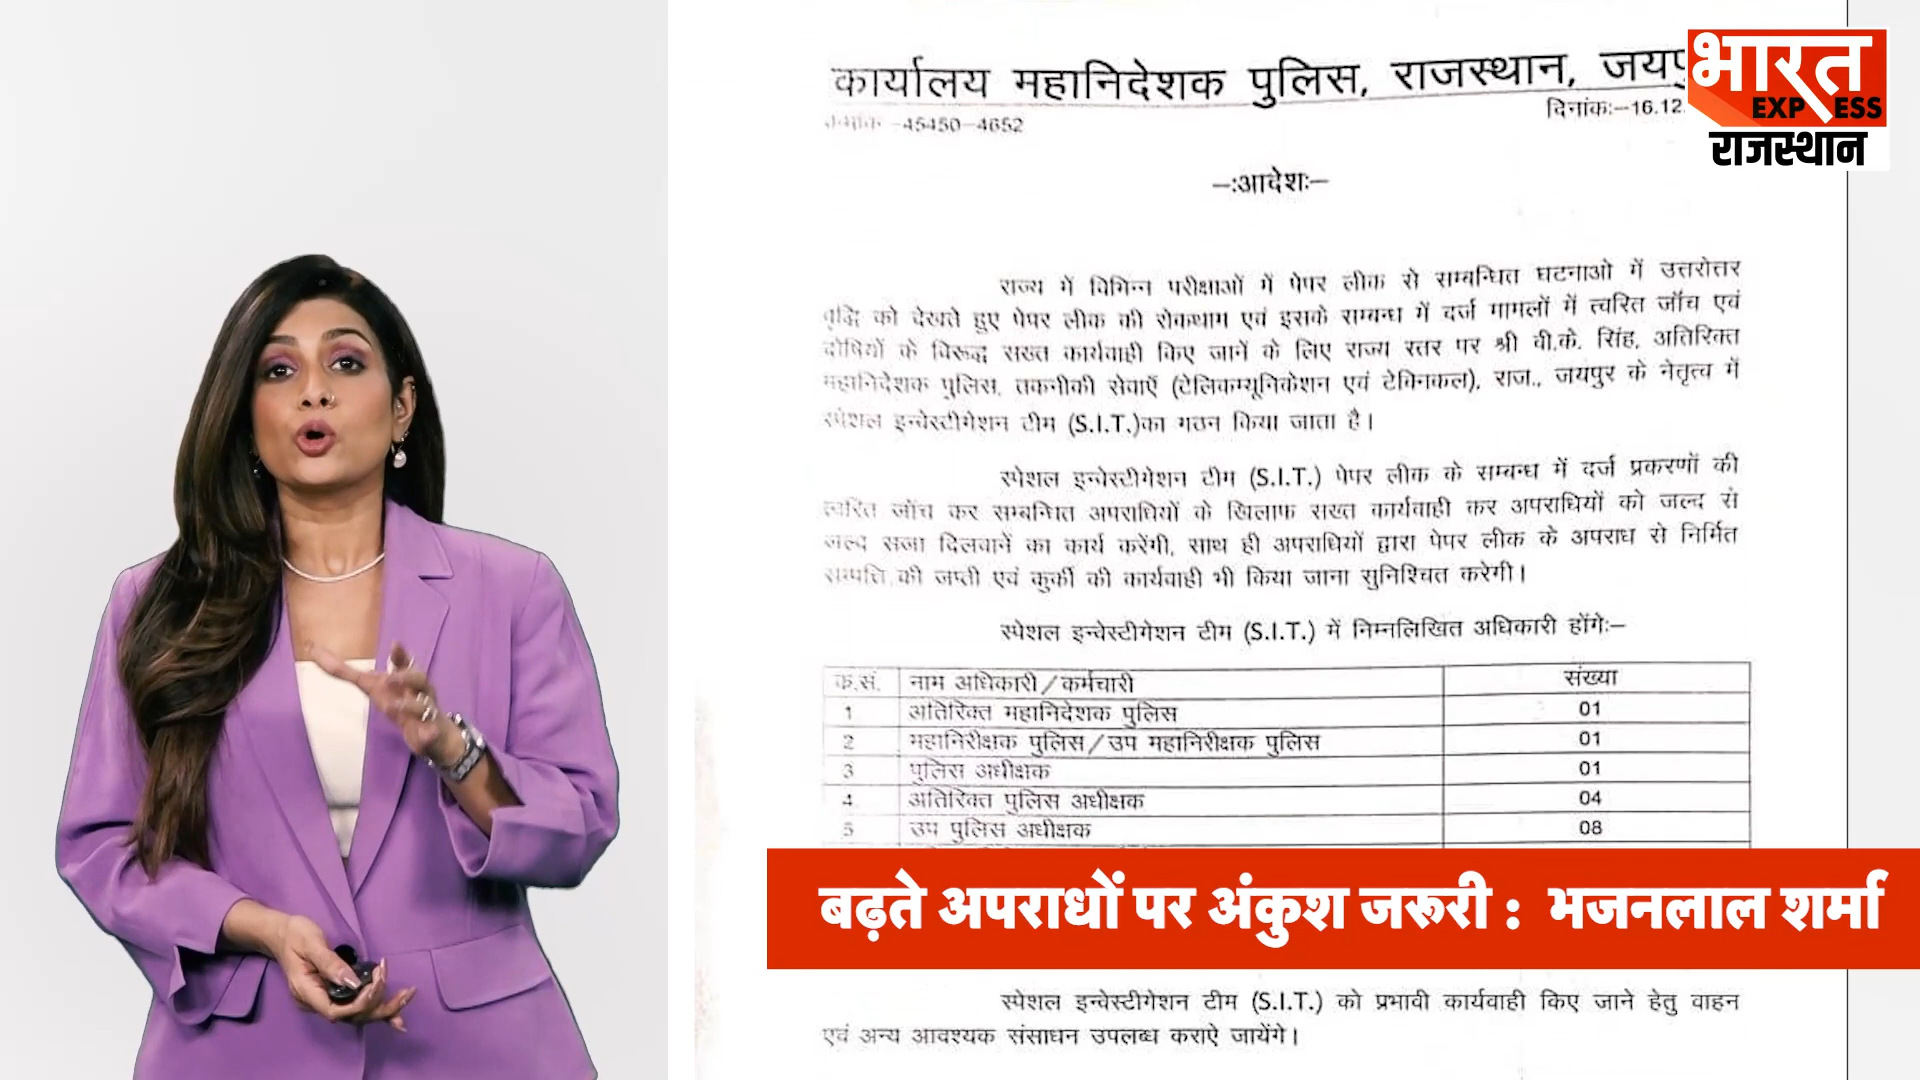 कार्यालय महानिदेशक पुलिस, राजस्थान,
भारत
EXPRESS
राजस्थान
-45450-4652
दिनांक:-16.12
-:आदेश:-
राज्य में विभिन्न परीक्षाओं में पेपर लीक से सम्बन्धित घटनाओ में उत्तरोत्तर
वृद्धि को देखते हुए पेपर लीक की रोकथाम एवं इसके सम्बन्ध में दर्ज मामलों में त्वरित जॉच एवं
दोषियों के विरूद्ध सख्त कार्यवाही किए जानें के लिए राज्य स्तर पर श्री वी.के. सिंह, अतिरिक्त
महानिदेशक पुलिस, तकनीकी सेवाऐं (टेलिकम्यूनिकेशन एवं टेक्निकल), राज., जयपुर के नेतृत्व में
स्पेशल इन्वेस्टीगेशन टीम (S.I.T.)का गठन किया जाता है।
स्पेशल इन्वेस्टीगेशन टीम (S.I.T.) पेपर लीक के सम्बन्ध में दर्ज प्रकरणों की
त्वरित जॉच कर सम्बन्धित अपराधियों के खिलाफ सख्त कार्यवाही कर अपराधियों को जल्द से
जल्द सजा दिलवानें का कार्य करेंगी, साथ ही अपराधियों द्वारा पेपर लीक के अपराध से निर्मित
सम्पत्ति की जप्ती एवं कुर्की की कार्यवाही भी किया जाना सुनिश्चित करेगी।
स्पेशल इन्वेस्टीगेशन टीम (S.I.T.) में निम्नलिखित अधिकारी होंगे:-
क.सं. नाम अधिकारी/कर्मचारी संख्या
1 अतिरिक्त महानिदेशक पुलिस 01
2 महानिरीक्षक पुलिस/उप महानिरीक्षक पुलिस 01
3 पुलिस अधीक्षक 01
4 अतिरिक्त पुलिस अधीक्षक 04
5 उप पुलिस अधीक्षक 08
बढ़ते अपराधों पर अंकुश जरूरी : भजनलाल शर्मा
स्पेशल इन्वेस्टीगेशन टीम (S.I.T.) को प्रभावी कार्यवाही किए जाने हेतु वाहन
एवं अन्य आवश्यक संसाधन उपलब्ध कराऐ जायेंगे।